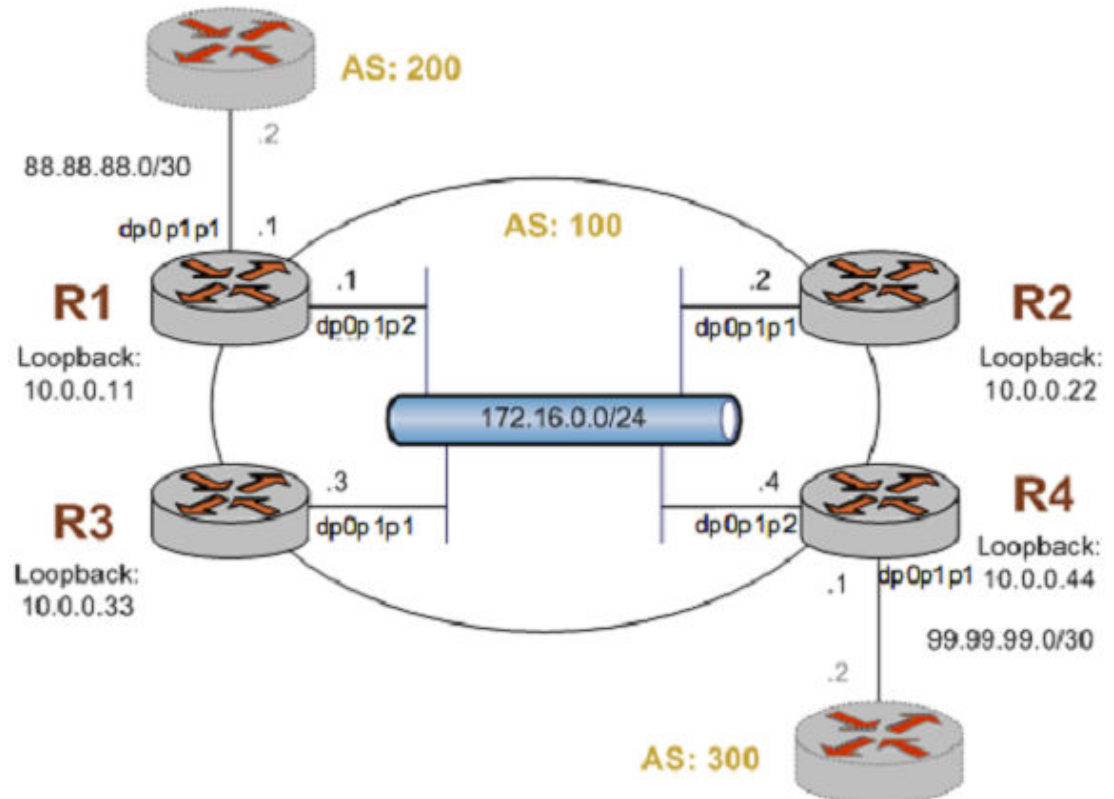 AS: 200
.2
88.88.88.0/30
dp0p1p1
.1
AS: 100
R1
Loopback:
10.0.0.11
.1
dp0p1p2
.2
dp0p1p1
R2
Loopback:
10.0.0.22
172.16.0.0/24
R3
Loopback:
10.0.0.33
.3
dp0p1p1
.4
dp0p1p2
R4
Loopback:
10.0.0.44
.1
dp0p1p1
99.99.99.0/30
.2
AS: 300